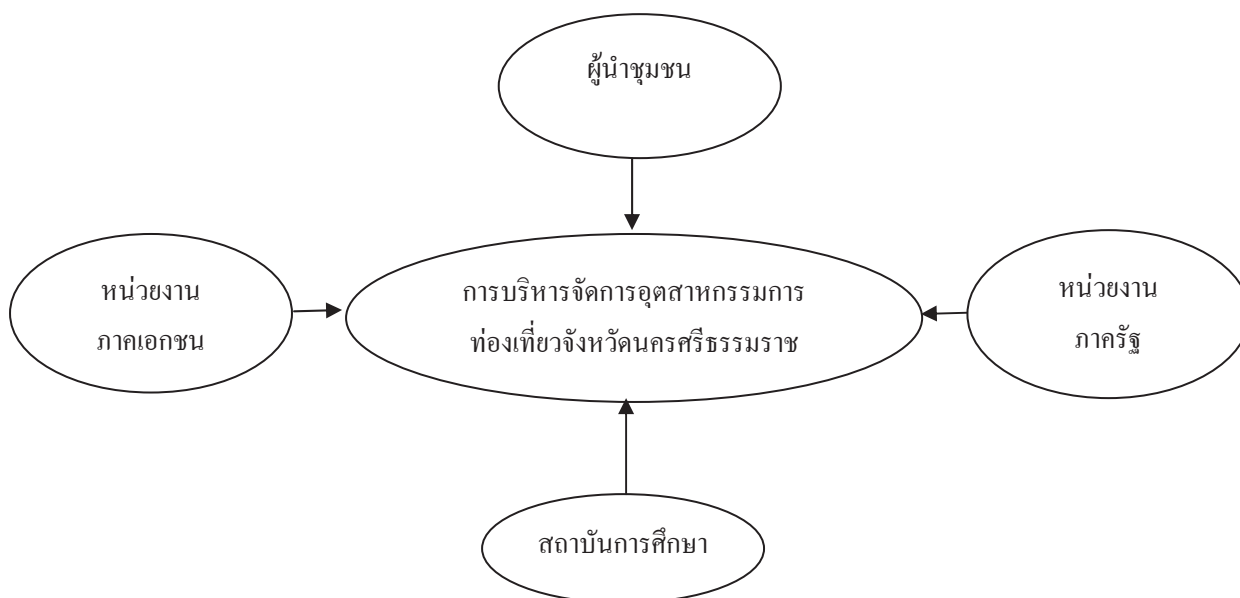 ผู้นำชุมชน
หน่วยงาน
ภาคเอกชน
การบริหารจัดการอุตสาหกรรมการ
ท่องเที่ยวจังหวัดนครศรีธรรมราช
หน่วยงาน
ภาครัฐ
สถาบันการศึกษา